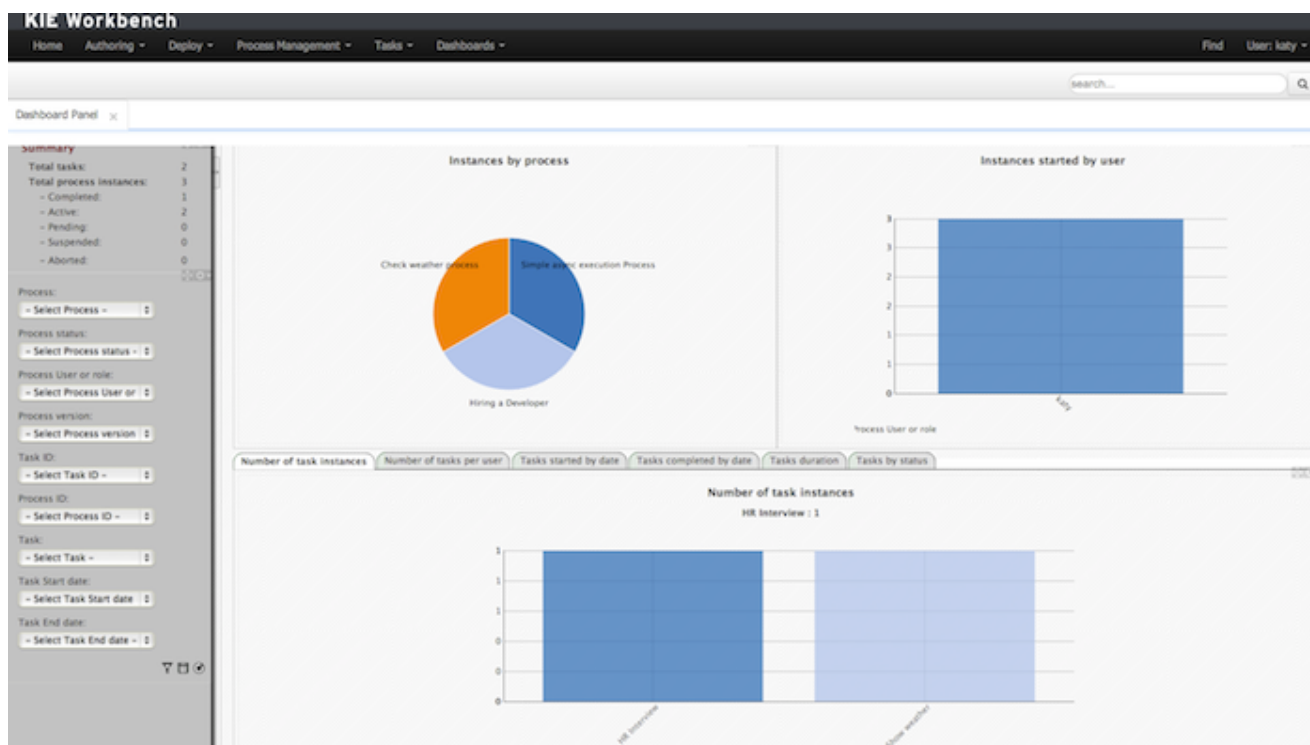 KIE Workbench
Home Authoring Deploy Process Management Tasks Dashboards Find User: katy
search...
Dashboard Panel x
Summary
Total tasks: 2
Total process instances: 3
- Completed: 1
- Active: 2
- Pending: 0
- Suspended: 0
- Aborted: 0
Process:
- Select Process -
Process status:
- Select Process status -
Process User or role:
- Select Process User or
Process version:
- Select Process version
Task ID:
- Select Task ID -
Process ID:
- Select Process ID -
Task:
- Select Task -
Task Start date:
- Select Task Start date
Task End date:
- Select Task End date -
Instances by process
Check weather process
Simple async execution Process
Hiring a Developer
Instances started by user
3
3
2
2
1
1
0
katy
Process User or role
Number of task instances Number of tasks per user Tasks started by date Tasks completed by date Tasks duration Tasks by status
Number of task instances
HR Interview : 1
1
1
1
0
0
0
HR Interview
Show weather